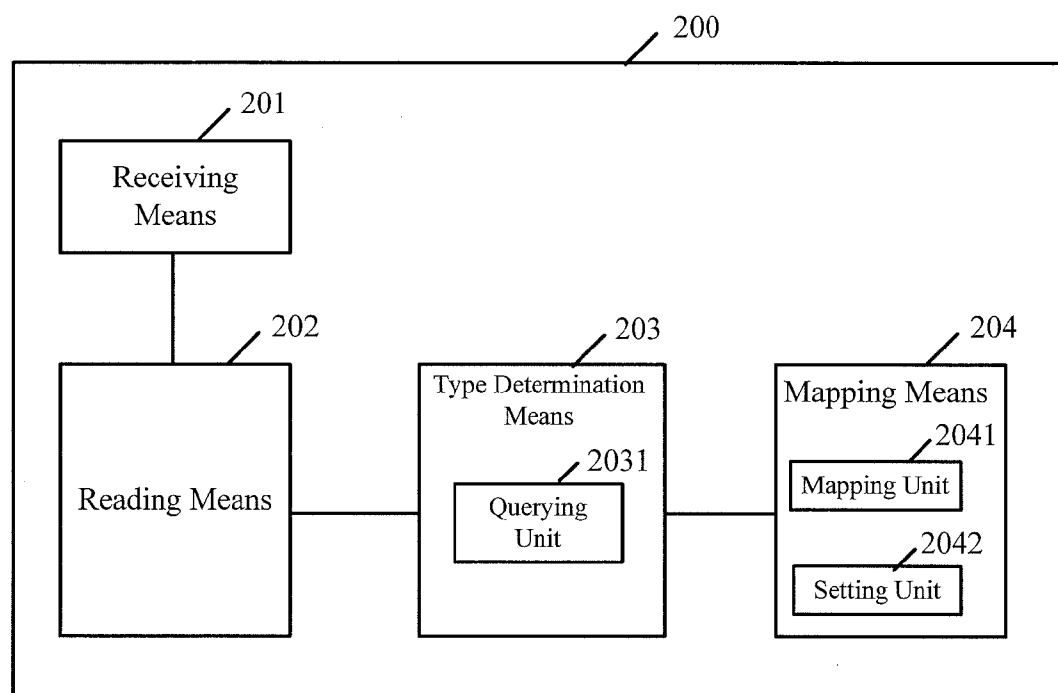 200
201
Receiving
Means
202
Reading Means
203
Type Determination
Means
2031
Querying
Unit
204
Mapping Means
2041
Mapping Unit
2042
Setting Unit